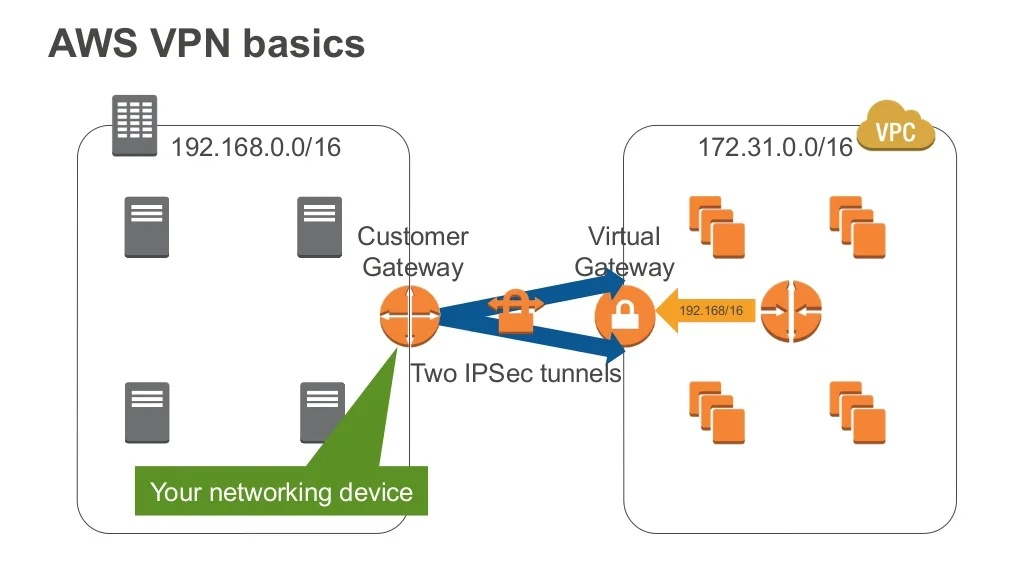 AWS VPN basics
192.168.0.0/16
172.31.0.0/16
VPC
Customer
Gateway
Virtual
Gateway
192.168/16
Two IPSec tunnels
Your networking device